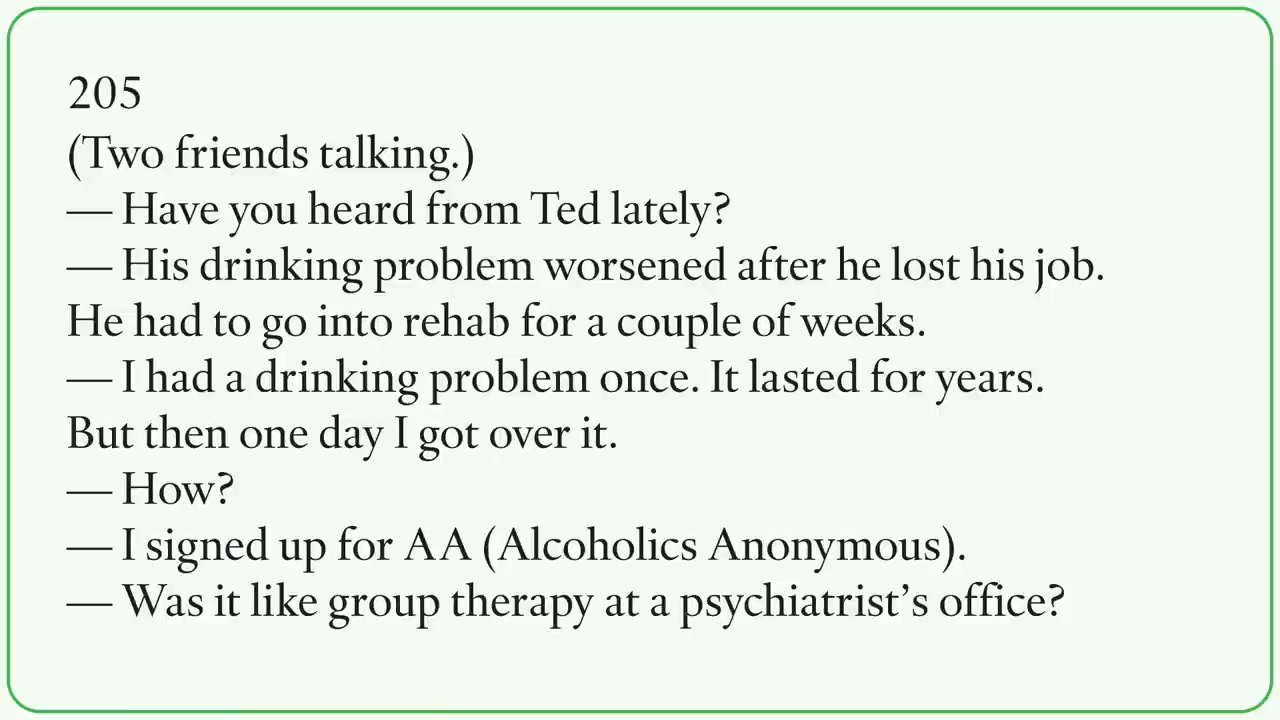 205
(Two friends talking.)
— Have you heard from Ted lately?
— His drinking problem worsened after he lost his job.
He had to go into rehab for a couple of weeks.
— I had a drinking problem once. It lasted for years.
But then one day I got over it.
— How?
— I signed up for AA (Alcoholics Anonymous).
— Was it like group therapy at a psychiatrist’s office?